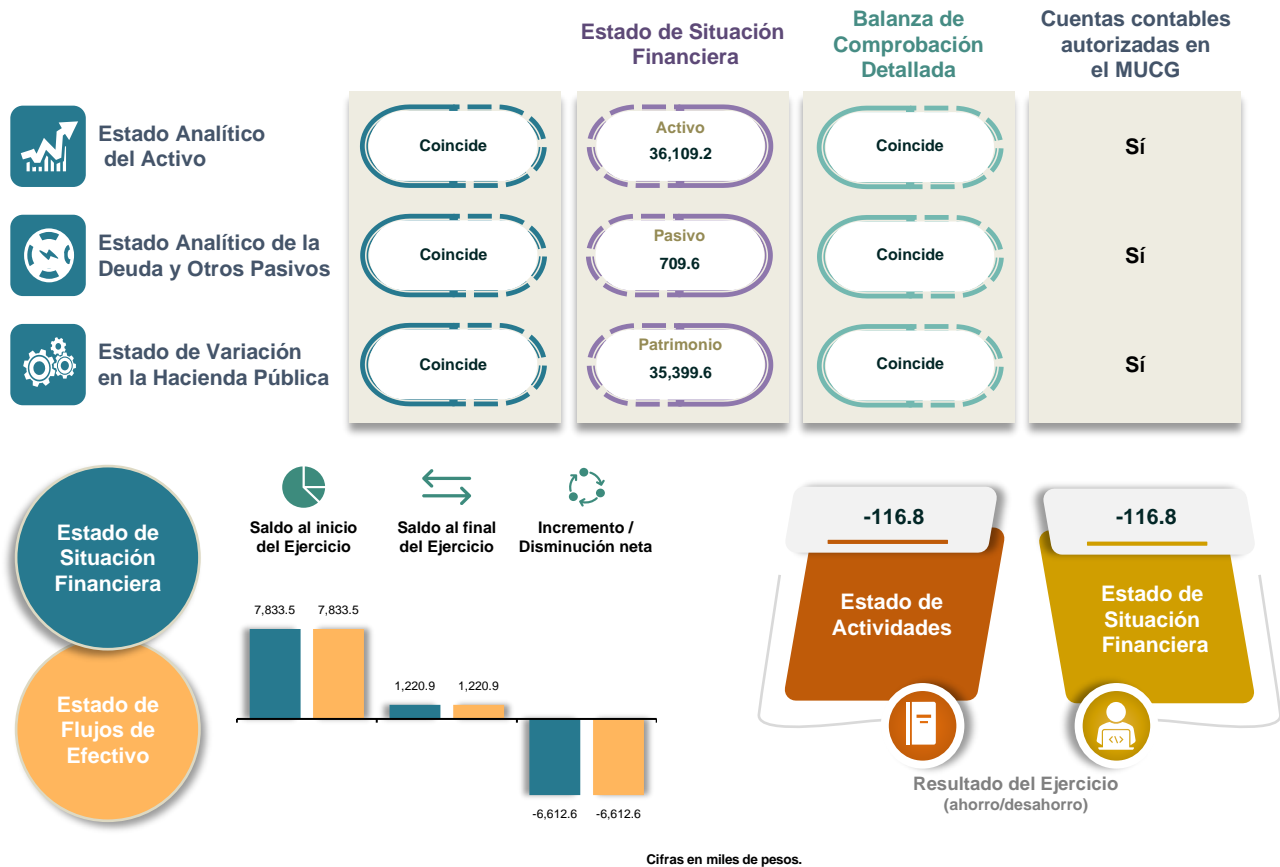 Estado de Situación
Financiera
Balanza de
Comprobación
Detallada
Cuentas contables
autorizadas en
el MUCG
Estado Analítico
del Activo
Coincide
Activo
36,109.2
Coincide
Sí
Estado Analítico de la
Deuda y Otros Pasivos
Coincide
Pasivo
709.6
Coincide
Sí
Estado de Variación
en la Hacienda Pública
Coincide
Patrimonio
35,399.6
Coincide
Sí
Estado de
Situación
Financiera
Estado de
Flujos de
Efectivo
Saldo al inicio
del Ejercicio
Saldo al final
del Ejercicio
Incremento /
Disminución neta
7,833.5 7,833.5
1,220.9 1,220.9
-6,612.6 -6,612.6
-116.8
Estado de
Actividades
-116.8
Estado de
Situación
Financiera
Resultado del Ejercicio
(ahorro/desahorro)
Cifras en miles de pesos.